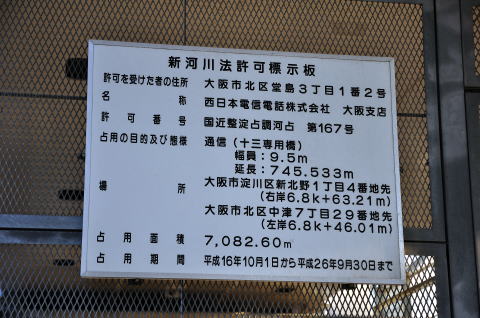 新河川法許可標示板
許可を受けた者の住所 大阪市北区堂島3丁目1番2号
名称 西日本電信電話株式会社 大阪支店
許可番号 国近整淀占調河占 第167号
占用の目的及び態様 通信(十三専用橋)
幅員:9.5m
延長:745.533m
場所 大阪市淀川区新北野1丁目4番地先
(右岸6.8k+63.21m)
大阪市北区中津7丁目29番地先
(左岸6.8k+46.01m)
占用面積 7,082.60m
占用期間 平成16年10月1日から平成26年9月30日まで